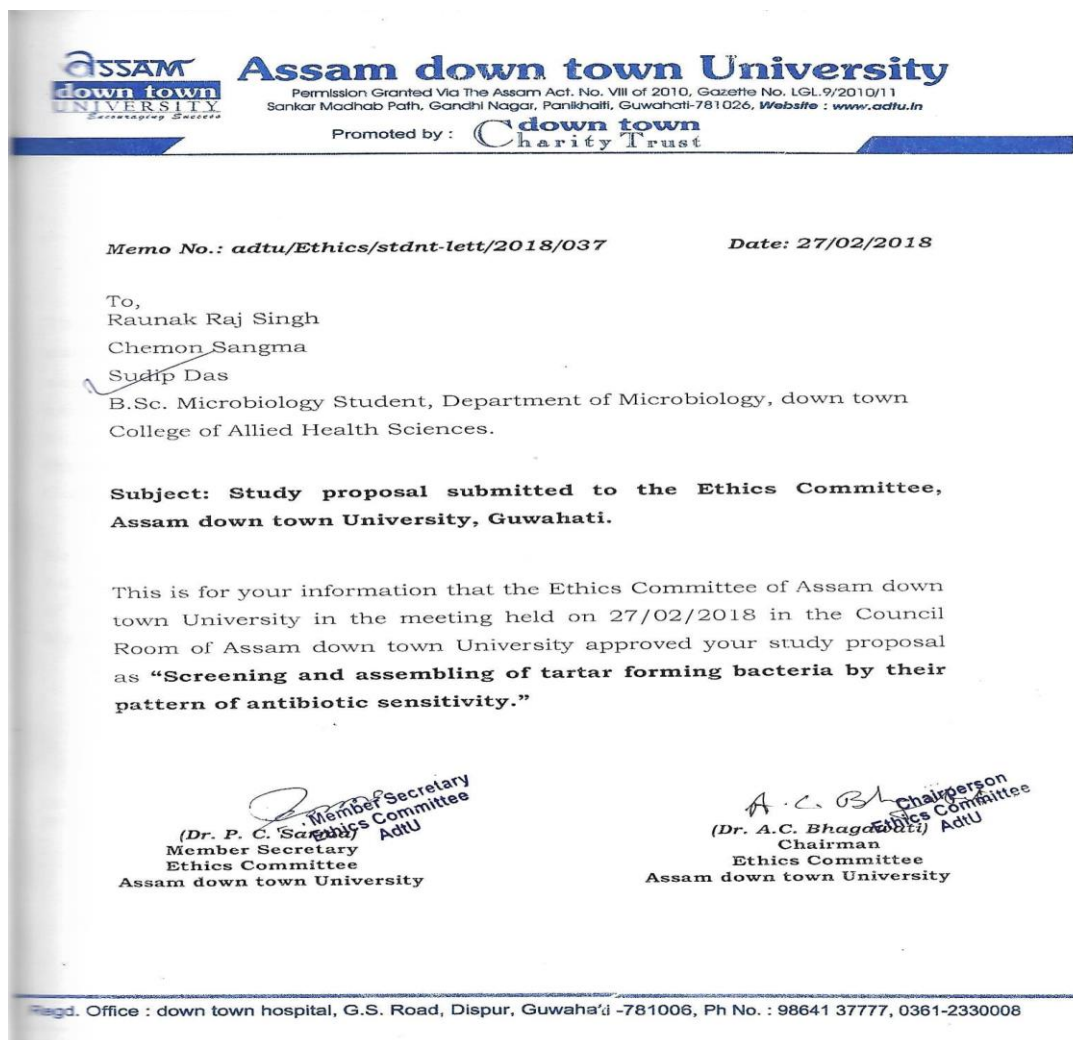 assam
down town
UNIVERSITY
Encouraging Success
Assam down town University
Permission Granted Via The Assam Act. No. VIII of 2010, Gazette No. LGL.9/2010/11
Sankar Madhab Path, Gandhi Nagar, Panikhaiti, Guwahati-781026, Website : www.adtu.in
Promoted by : down town
Charity Trust
Memo No.: adtu/Ethics/stdnt-lett/2018/037 Date: 27/02/2018
To,
Raunak Raj Singh
Chemon Sangma
Sudip Das
B.Sc. Microbiology Student, Department of Microbiology, down town
College of Allied Health Sciences.
Subject: Study proposal submitted to the Ethics Committee,
Assam down town University, Guwahati.
This is for your information that the Ethics Committee of Assam down
town University in the meeting held on 27/02/2018 in the Council
Room of Assam down town University approved your study proposal
as “Screening and assembling of tartar forming bacteria by their
pattern of antibiotic sensitivity.”
Member Secretary
Ethics Committee
AdtU
(Dr. P. C.
Member Secretary
Ethics Committee
Assam down town University
A. C.
Chairperson
Ethics Committee
AdtU
(Dr. A.C. Bhagawati)
Chairman
Ethics Committee
Assam down town University
Regd. Office : down town hospital, G.S. Road, Dispur, Guwahati -781006, Ph No. : 98641 37777, 0361-2330008